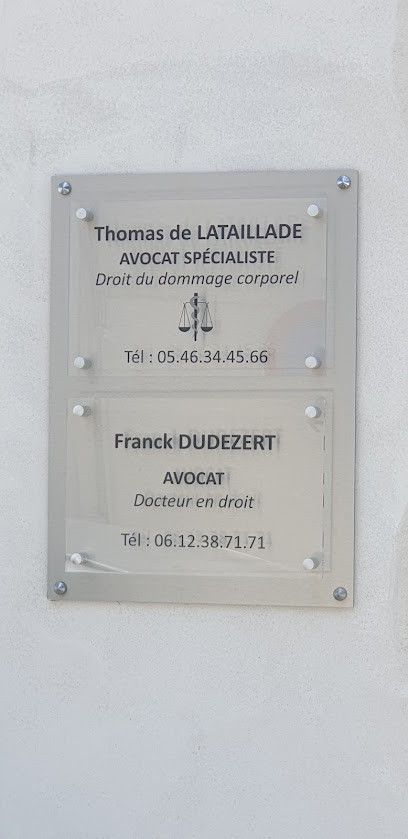 Thomas de LATAILLADE
AVOCAT SPÉCIALISTE
Droit du dommage corporel
Tél : 05.46.34.45.66
Franck DUDEZERT
AVOCAT
Docteur en droit
Tél : 06.12.38.71.71